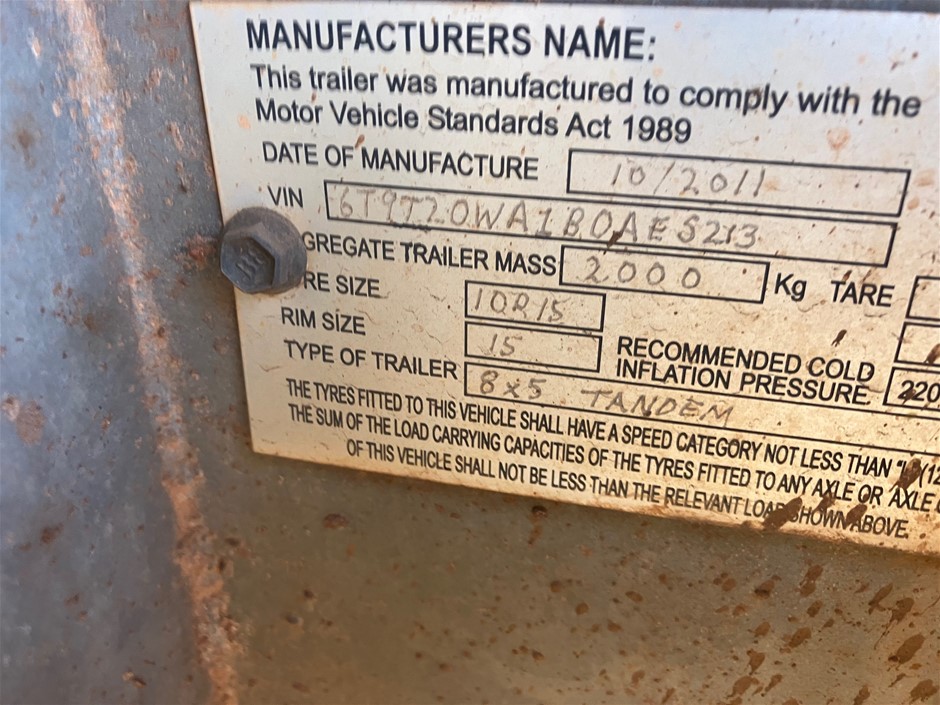 MANUFACTURERS NAME:
This trailer was manufactured to comply with the
Motor Vehicle Standards Act 1989
DATE OF MANUFACTURE 10/2011
VIN 6T9T20WA1B0AES213
GREGATE TRAILER MASS 2000 Kg TARE
RE SIZE 10R15
RIM SIZE 15 RECOMMENDED COLD
INFLATION PRESSURE 220
TYPE OF TRAILER 8x5 TANDEM
THE TYRES FITTED TO THIS VEHICLE SHALL HAVE A SPEED CATEGORY NOT LESS THAN
THE SUM OF THE LOAD CARRYING CAPACITIES OF THE TYRES FITTED TO ANY AXLE OR AXLE
OF THIS VEHICLE SHALL NOT BE LESS THAN THE RELEVANT LOAD SHOWN ABOVE.